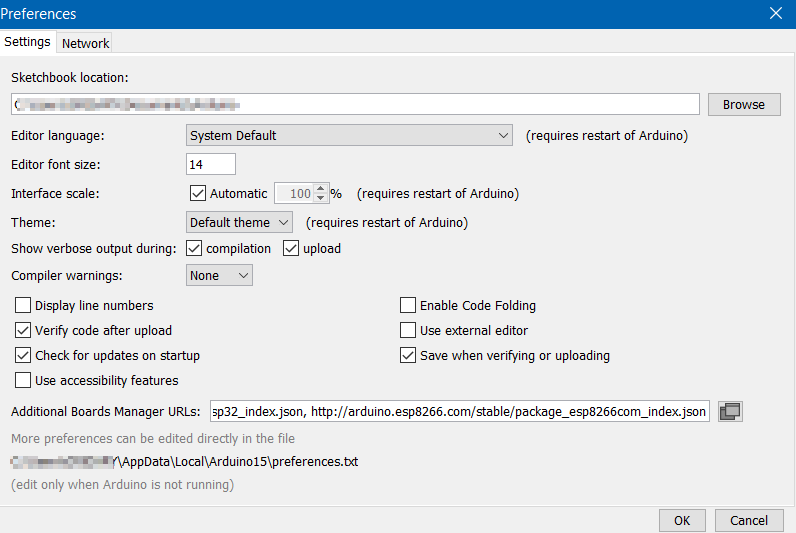 Preferences
Settings Network
Sketchbook location:
Browse
Editor language: System Default (requires restart of Arduino)
Editor font size: 14
Interface scale: Automatic 100 % (requires restart of Arduino)
Theme: Default theme (requires restart of Arduino)
Show verbose output during: compilation upload
Compiler warnings: None
Display line numbers Enable Code Folding
Verify code after upload Use external editor
Check for updates on startup Save when verifying or uploading
Use accessibility features
Additional Boards Manager URLs: sp32_index.json, http://arduino.esp8266.com/stable/package_esp8266com_index.json
More preferences can be edited directly in the file
\AppData\Local\Arduino15\preferences.txt
(edit only when Arduino is not running)
OK Cancel